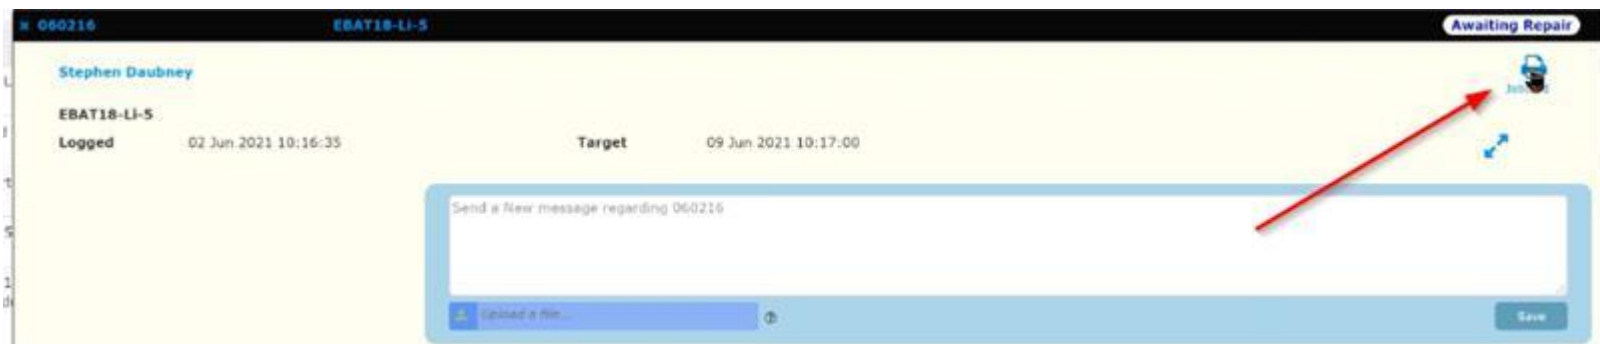 060216 EBAT18-Li-5 Awaiting Repair
Stephen Daubney
EBAT18-Li-5
Logged 02 Jun 2021 10:16:35 Target 09 Jun 2021 10:17:00
Send a New message regarding 060216
Upload a file...
Save